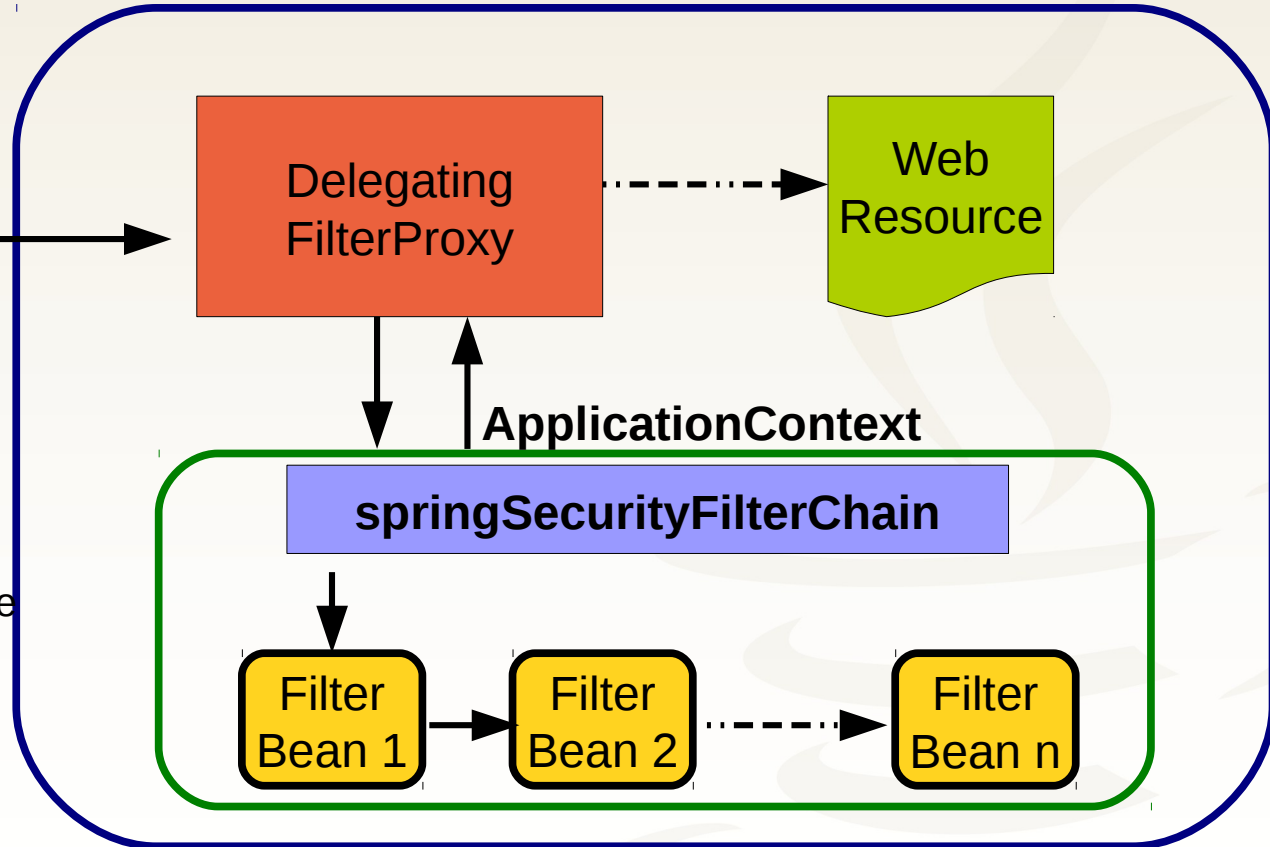 Delegating
FilterProxy
Web
Resource
ApplicationContext
springSecurityFilterChain
e
Filter
Bean 1
Filter
Bean 2
Filter
Bean n